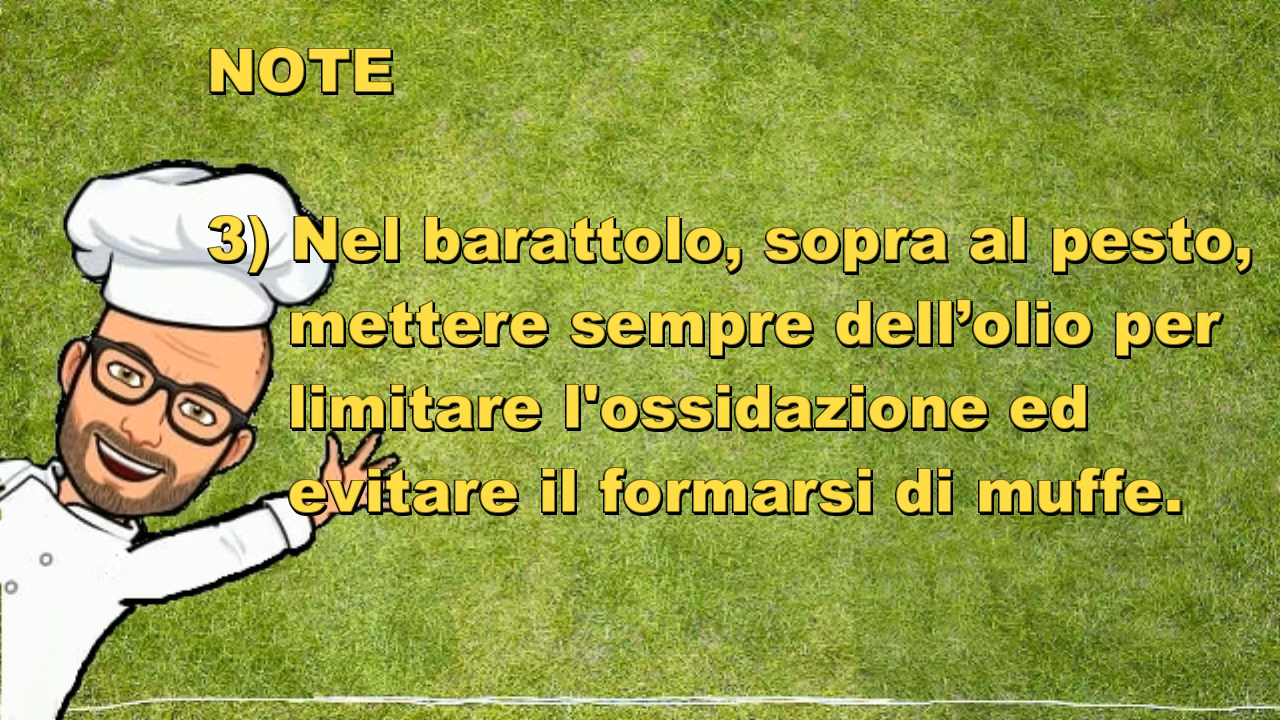 NOTE
3) Nel barattolo, sopra al pesto,
mettere sempre dell’olio per
limitare l'ossidazione ed
evitare il formarsi di muffe.